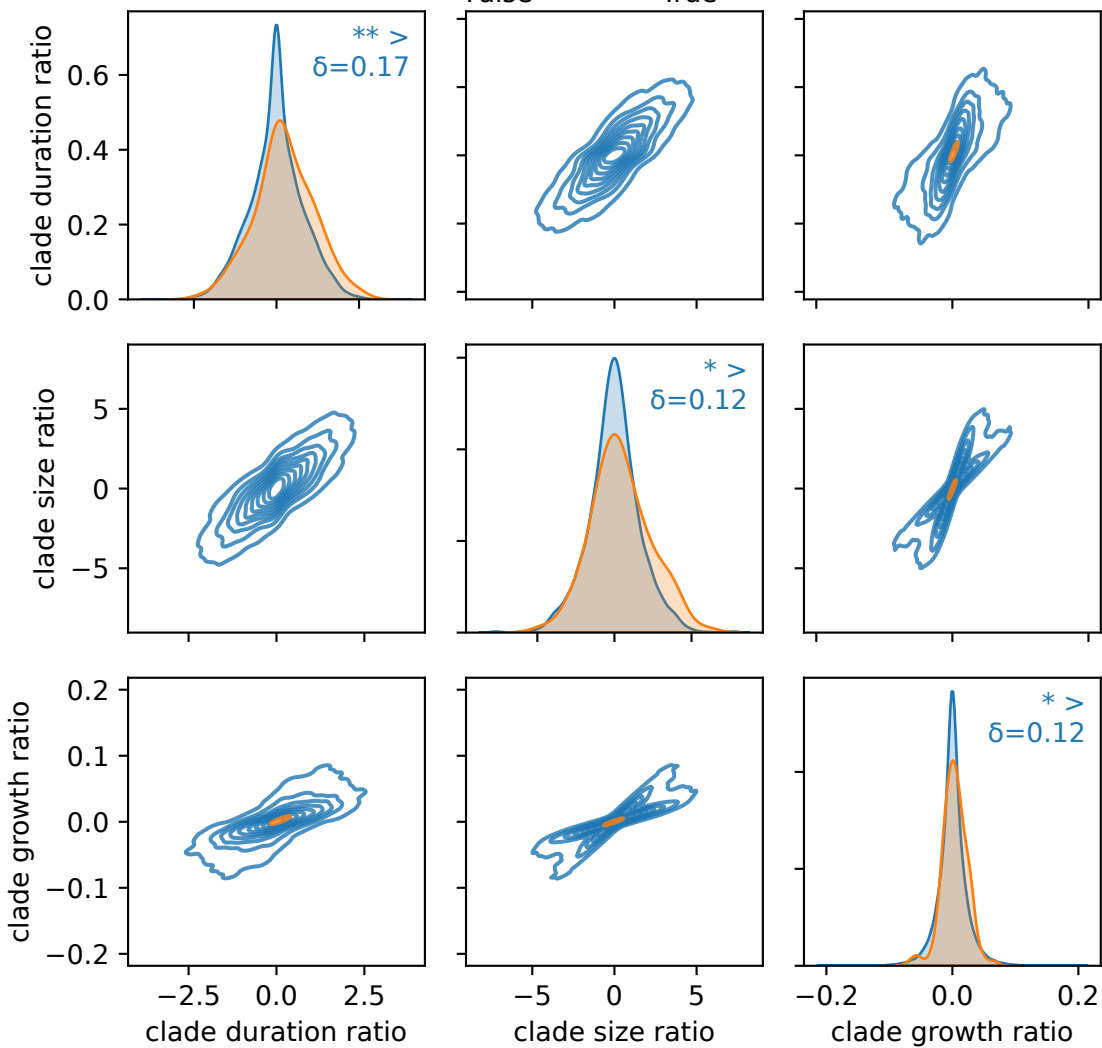 clade duration ratio
0.6
0.4
0.2
0.0
** >
δ=0.17
clade size ratio
5
0
−5
* >
δ=0.12
clade growth ratio
0.2
0.1
0.0
−0.1
−0.2
* >
δ=0.12
−2.5 0.0 2.5
clade duration ratio
−5 0 5
clade size ratio
−0.2 0.0 0.2
clade growth ratio